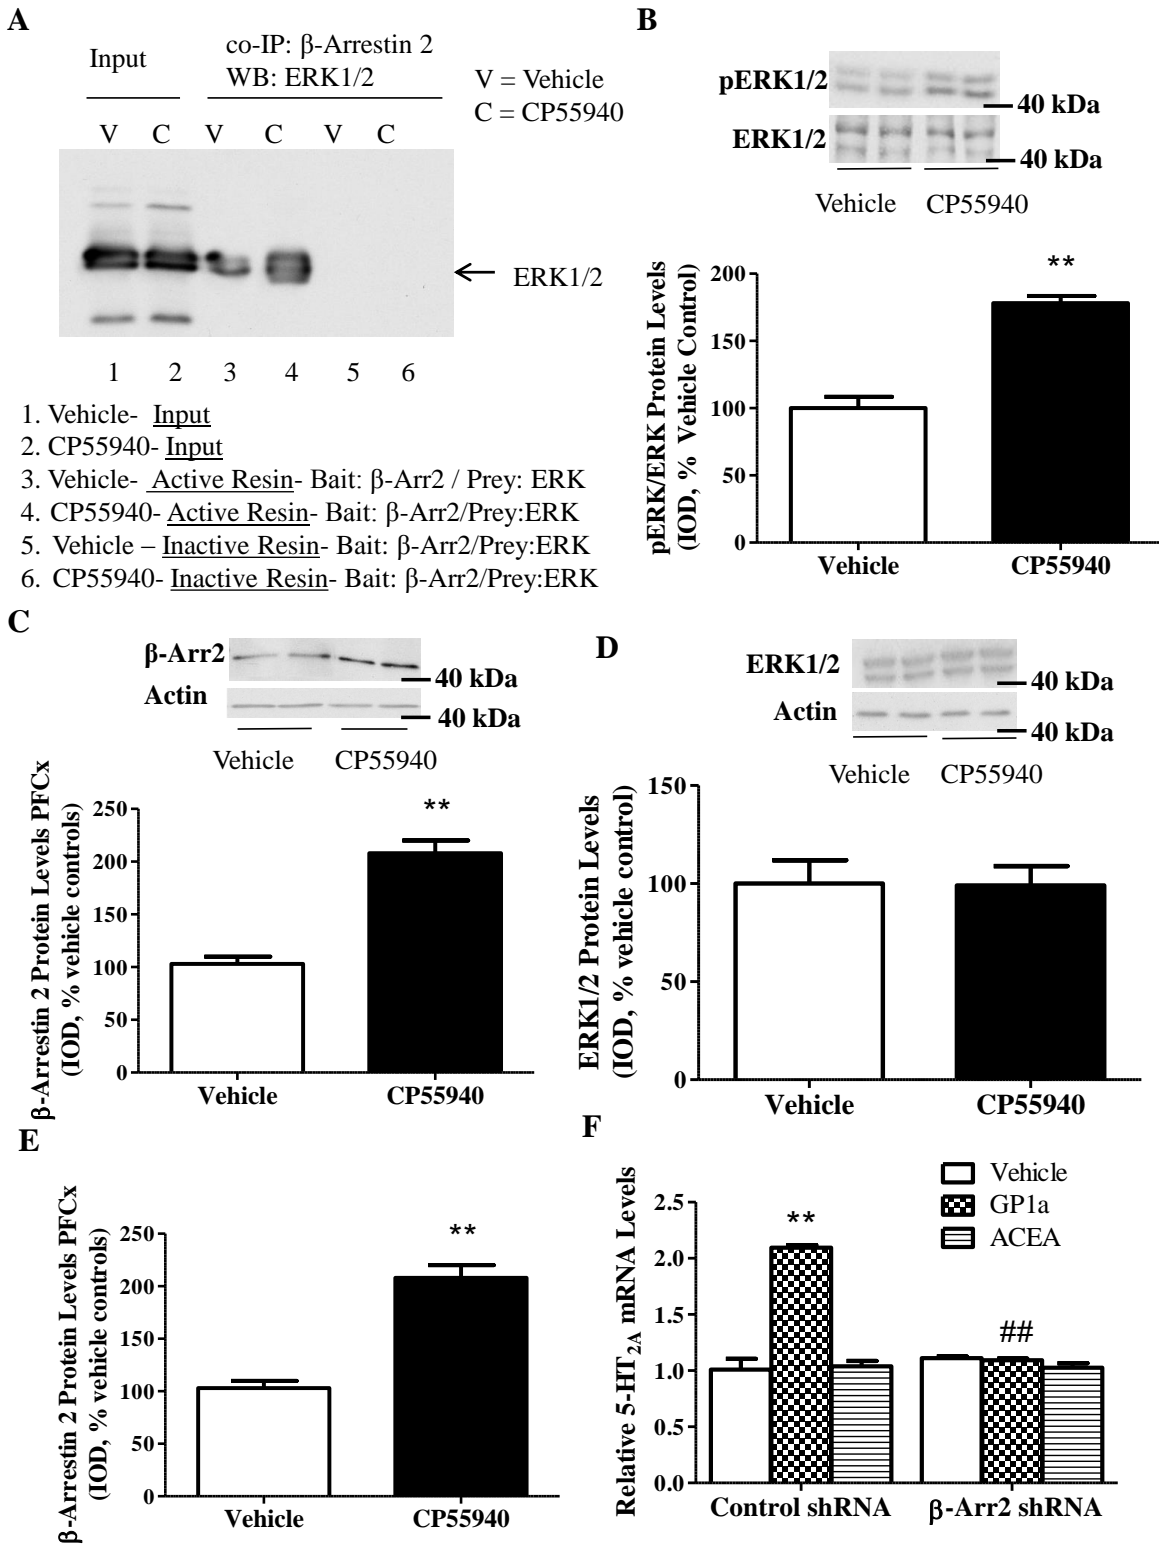 A
Input
co-IP: β-Arrestin 2
WB: ERK1/2
V = Vehicle
C = CP55940
V C V C V C
ERK1/2
1 2 3 4 5 6
1. Vehicle- Input
2. CP55940- Input
3. Vehicle- Active Resin- Bait: β-Arr2 / Prey: ERK
4. CP55940- Active Resin- Bait: β-Arr2/Prey:ERK
5. Vehicle – Inactive Resin- Bait: β-Arr2/Prey:ERK
6. CP55940- Inactive Resin- Bait: β-Arr2/Prey:ERK
B
pERK1/2
40 kDa
ERK1/2
40 kDa
Vehicle CP55940
pERK/ERK Protein Levels
(IOD, % Vehicle Control)
200
150
100
50
0
**
Vehicle CP55940
C
β-Arr2
40 kDa
Actin
40 kDa
Vehicle CP55940
β-Arrestin 2 Protein Levels PFCx
(IOD, % vehicle controls)
250
200
150
100
50
0
**
Vehicle CP55940
D
ERK1/2
40 kDa
Actin
40 kDa
Vehicle CP55940
ERK1/2 Protein Levels
(IOD, % vehicle control)
150
100
50
0
Vehicle CP55940
E
β-Arrestin 2 Protein Levels PFCx
(IOD, % vehicle controls)
250
200
150
100
50
0
**
Vehicle CP55940
F
Vehicle
GP1a
ACEA
Relative 5-HT2A mRNA Levels
2.5
2.0
1.5
1.0
0.5
0.0
**
##
Control shRNA β-Arr2 shRNA